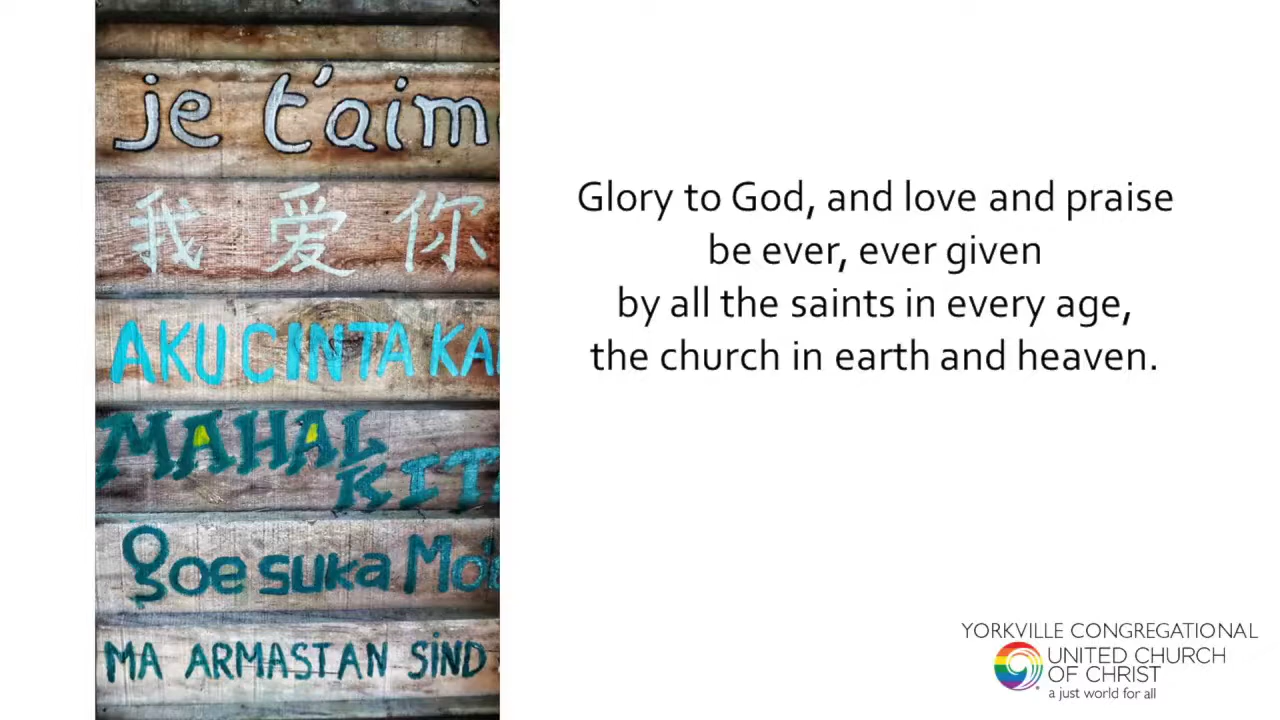 je t'aim
我爱你
AKU CINTA KA
MAHAL
KITA
goe suka Mo
MA ARMASTAN SIND
Glory to God, and love and praise
be ever, ever given
by all the saints in every age,
the church in earth and heaven.
YORKVILLE CONGREGATIONAL
UNITED CHURCH
OF CHRIST
a just world for all